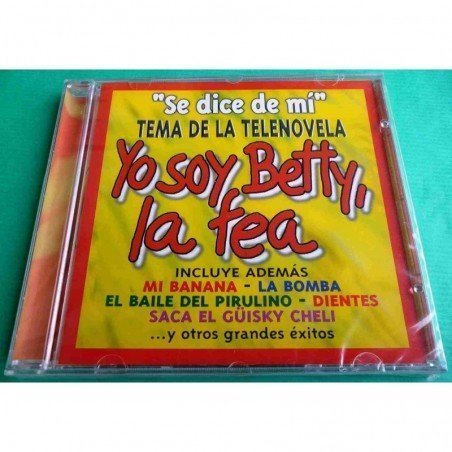 "Se dice de mí"
TEMA DE LA TELENOVELA
Yo soy Betty,
la fea
INCLUYE ADEMÁS
MI BANANA - LA BOMBA
EL BAILE DEL PIRULINO - DIENTES
SACA EL GÜISKY CHELI
...y otros grandes éxitos